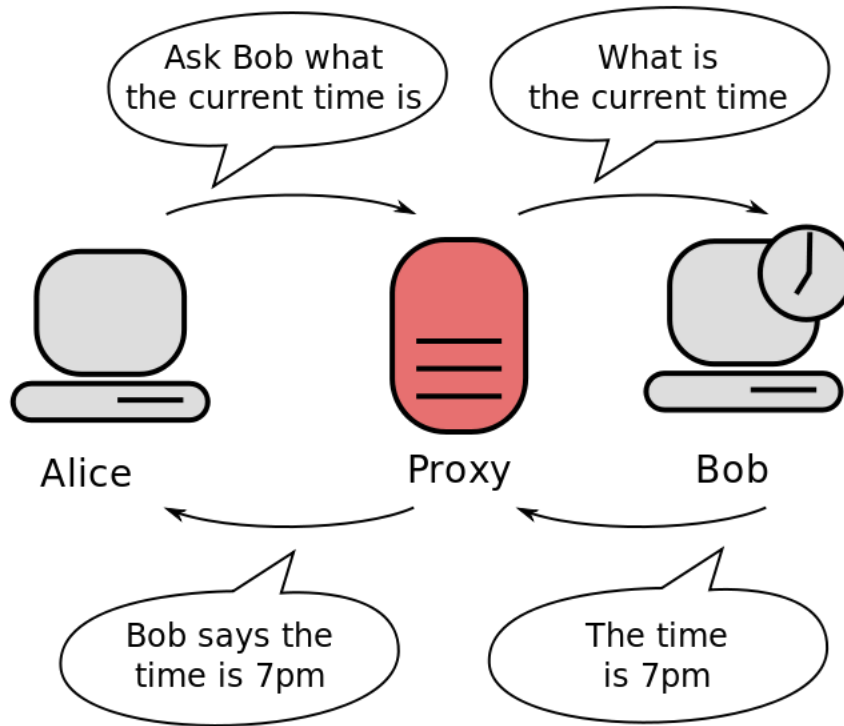 Ask Bob what
the current time is
What is
the current time
Alice
Proxy
Bob
Bob says the
time is 7pm
The time
is 7pm